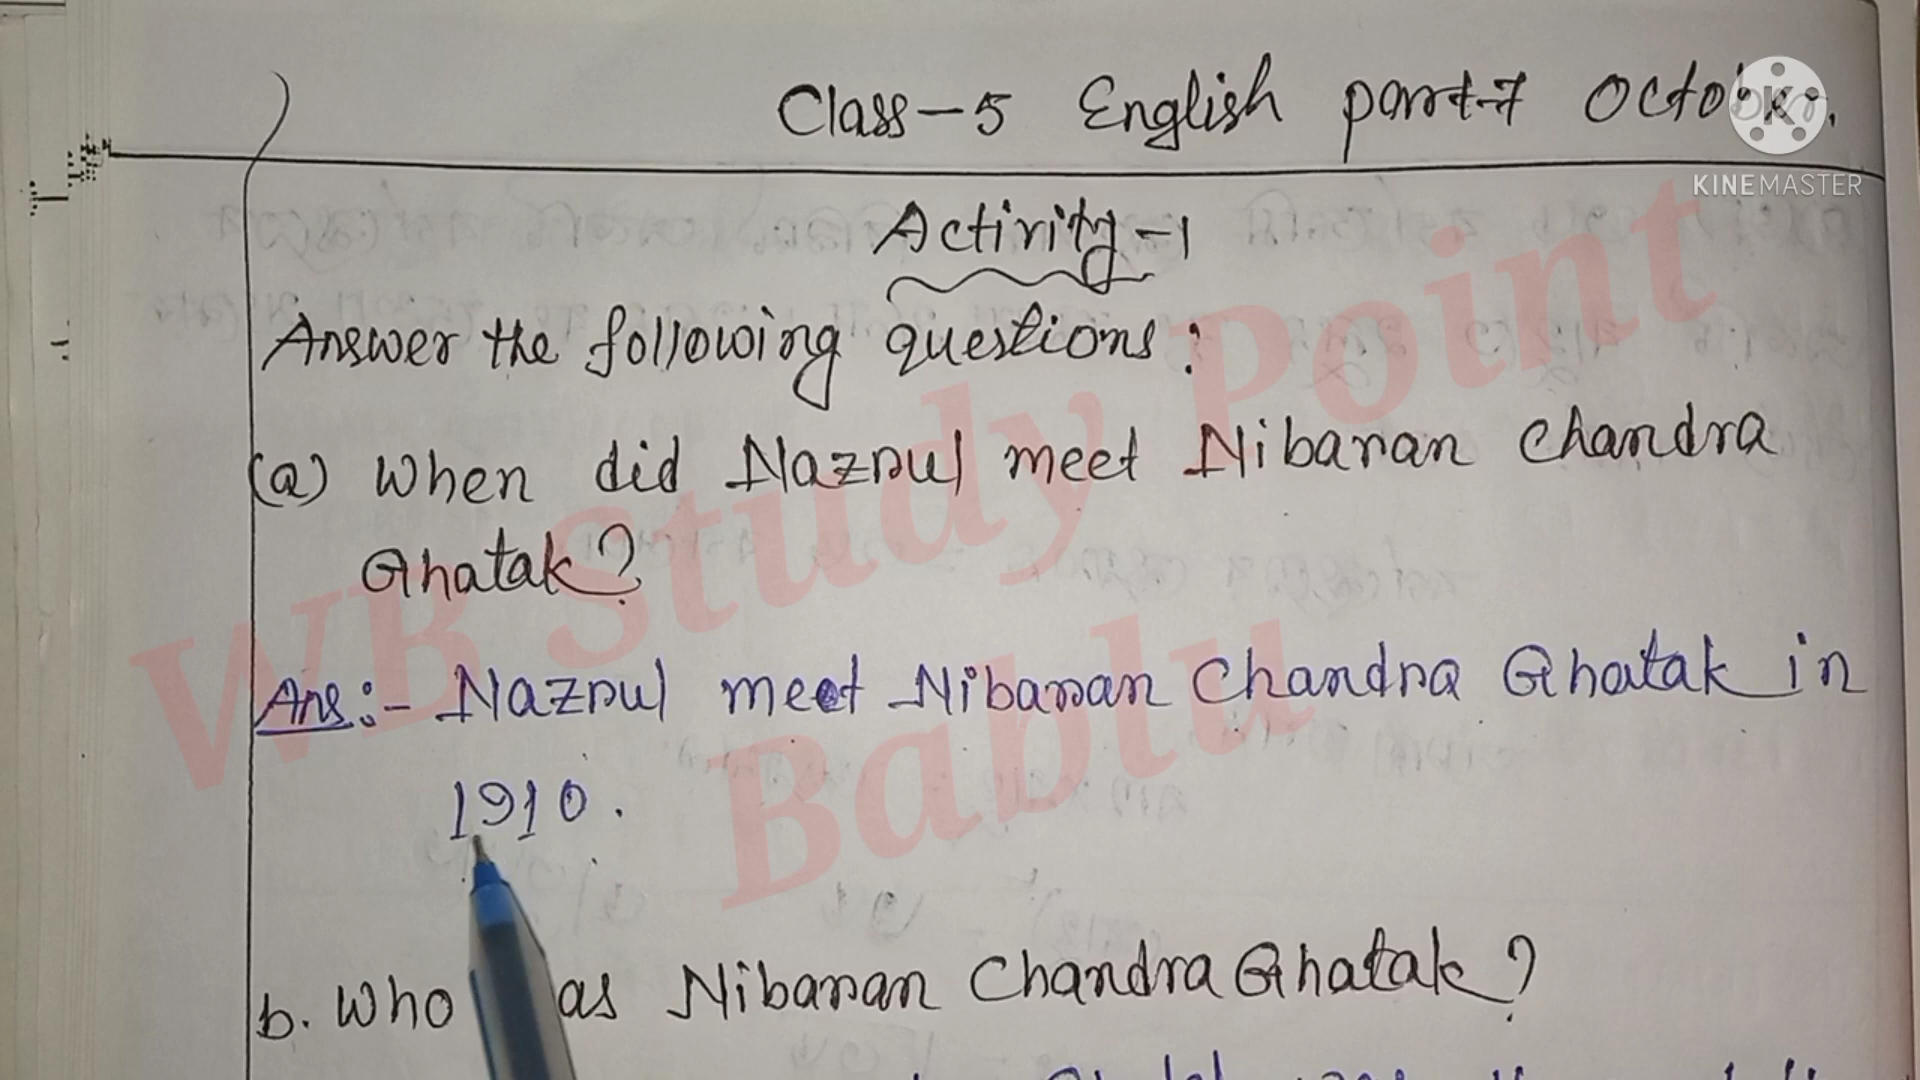 Class-5 English part-7 October.
KINEMASTER
Activity-1
Answer the following questions:
(a) When did Nazrul meet Nibaran Chandra
Ghatak?
Ans:- Nazrul meet Nibaran Chandra Ghatak in
1910.
b. Who as Nibaran Chandra Ghatak?
WB Study Point
Bablu